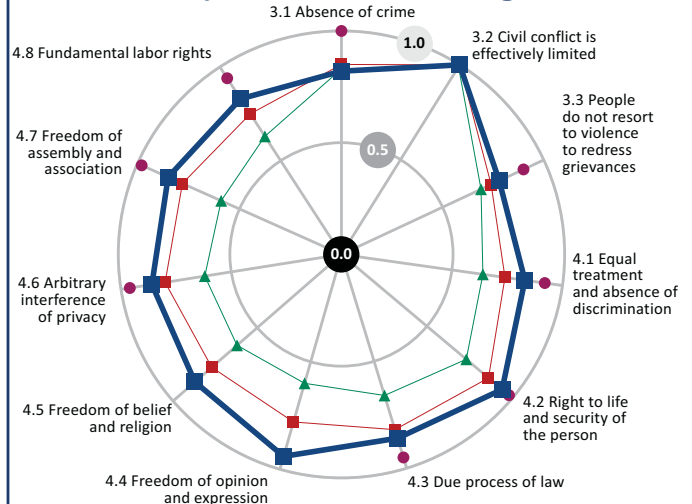 3.1 Absence of crime
1.0
3.2 Civil conflict is
effectively limited
4.8 Fundamental labor rights
3.3 People
do not resort
to violence
to redress
grievances
0.5
4.7 Freedom of
assembly and
association
0.0
4.1 Equal
treatment
and absence of
discrimination
4.6 Arbitrary
interference
of privacy
4.2 Right to life
and security of
the person
4.5 Freedom of belief
and religion
4.4 Freedom of opinion
and expression
4.3 Due process of law